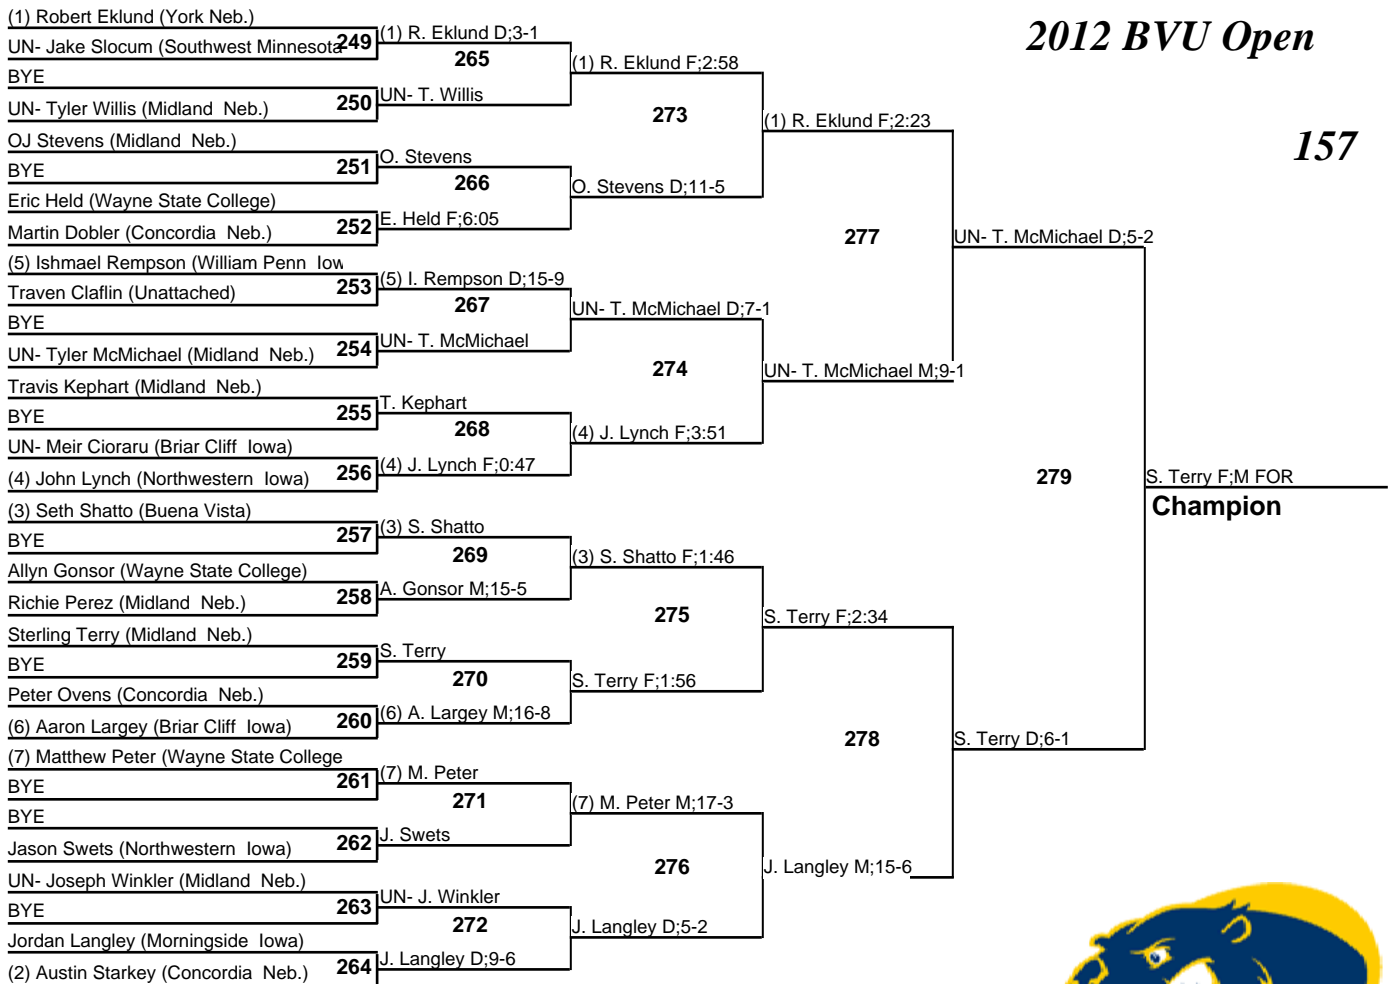 2012 BVU Open
157
(1) Robert Eklund (York Neb.)
UN- Jake Slocum (Southwest Minnesota
249
BYE
UN- Tyler Willis (Midland  Neb.)
250
OJ Stevens (Midland  Neb.)
BYE
251
Eric Held (Wayne State College)
Martin Dobler (Concordia  Neb.)
252
(5) Ishmael Rempson (William Penn  Iow
Traven Claflin (Unattached)
253
BYE
UN- Tyler McMichael (Midland  Neb.)
254
Travis Kephart (Midland  Neb.)
BYE
255
UN- Meir Cioraru (Briar Cliff  Iowa)
(4) John Lynch (Northwestern  Iowa)
256
(3) Seth Shatto (Buena Vista)
BYE
257
Allyn Gonsor (Wayne State College)
Richie Perez (Midland  Neb.)
258
Sterling Terry (Midland  Neb.)
BYE
259
Peter Ovens (Concordia  Neb.)
(6) Aaron Largey (Briar Cliff  Iowa)
260
(7) Matthew Peter (Wayne State College
BYE
261
BYE
Jason Swets (Northwestern  Iowa)
262
UN- Joseph Winkler (Midland  Neb.)
BYE
263
Jordan Langley (Morningside  Iowa)
(2) Austin Starkey (Concordia  Neb.)
264
(1) R. Eklund D;3-1
265
UN- T. Willis
O. Stevens
266
E. Held F;6:05
(5) I. Rempson D;15-9
267
UN- T. McMichael
T. Kephart
268
(4) J. Lynch F;0:47
(3) S. Shatto
269
A. Gonsor M;15-5
S. Terry
270
(6) A. Largey M;16-8
(7) M. Peter
271
J. Swets
UN- J. Winkler
272
J. Langley D;9-6
(1) R. Eklund F;2:58
273
O. Stevens D;11-5
UN- T. McMichael D;7-1
274
(4) J. Lynch F;3:51
(3) S. Shatto F;1:46
275
S. Terry F;1:56
(7) M. Peter M;17-3
276
J. Langley D;5-2
(1) R. Eklund F;2:23
277
UN- T. McMichael M;9-1
S. Terry F;2:34
278
J. Langley M;15-6
UN- T. McMichael D;5-2
279
S. Terry D;6-1
S. Terry F;M FOR
Champion